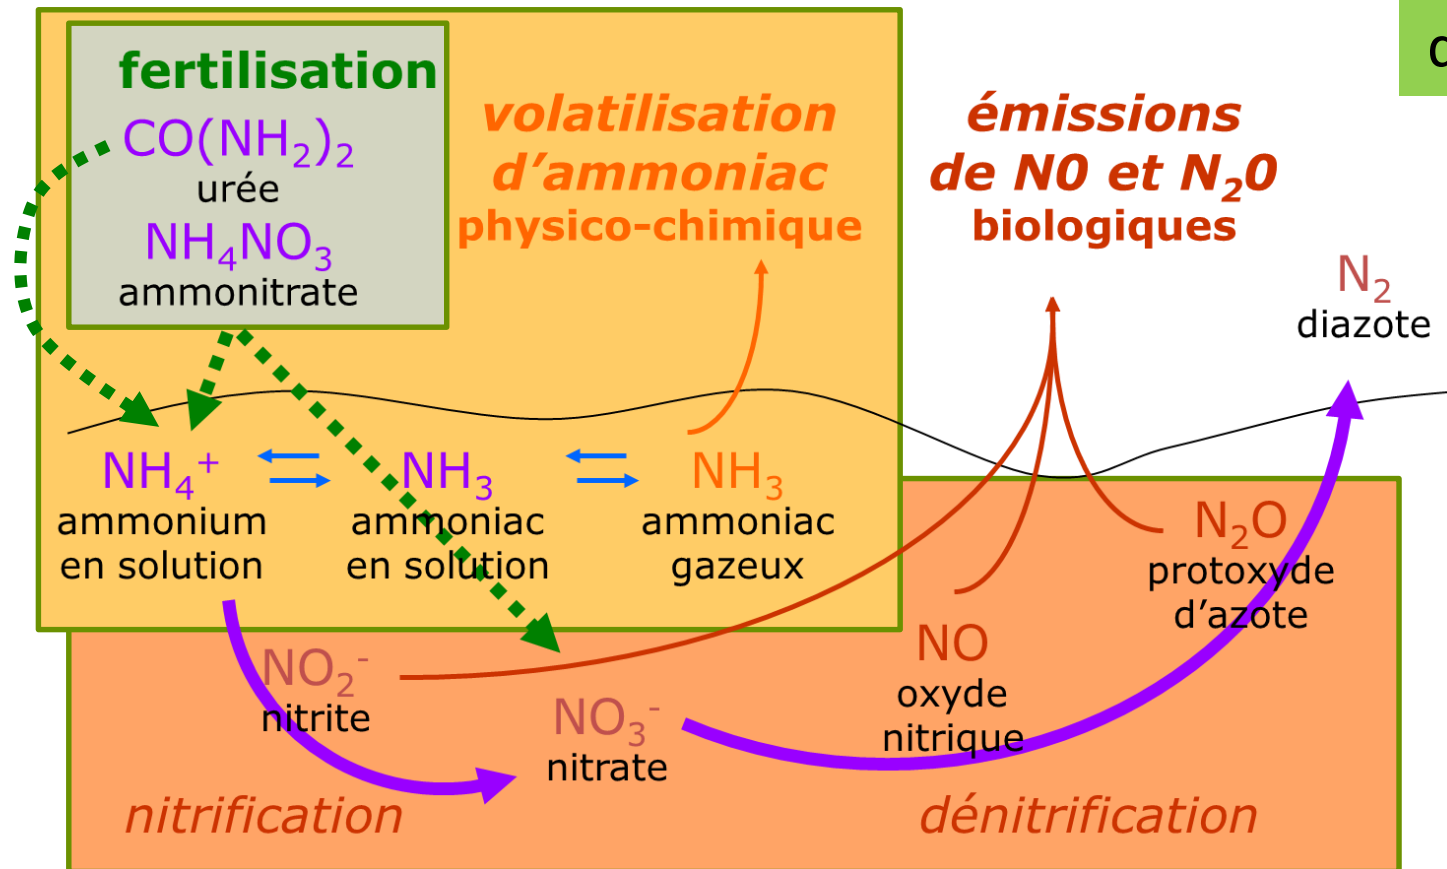 fertilisation
CO(NH₂)₂
urée
NH₄NO₃
ammonitrate
volatilisation
d’ammoniac
physico-chimique
émissions
de N0 et N₂0
biologiques
N₂
diazote
NH₄⁺
ammonium
en solution
NH₃
ammoniac
en solution
NH₃
ammoniac
gazeux
N₂O
protoxyde
d’azote
NO₂⁻
nitrite
NO₃⁻
nitrate
NO
oxyde
nitrique
nitrification
dénitrification